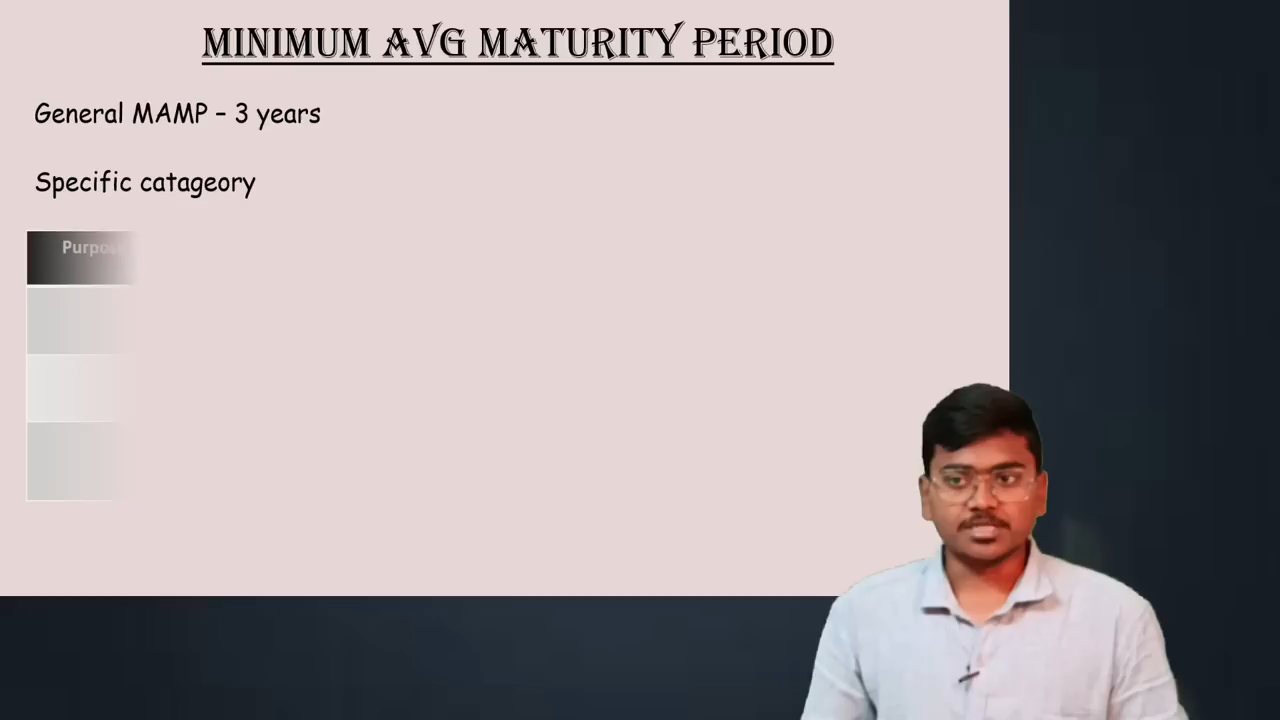 MINIMUM AVG MATURITY PERIOD
General MAMP – 3 years
Specific catageory